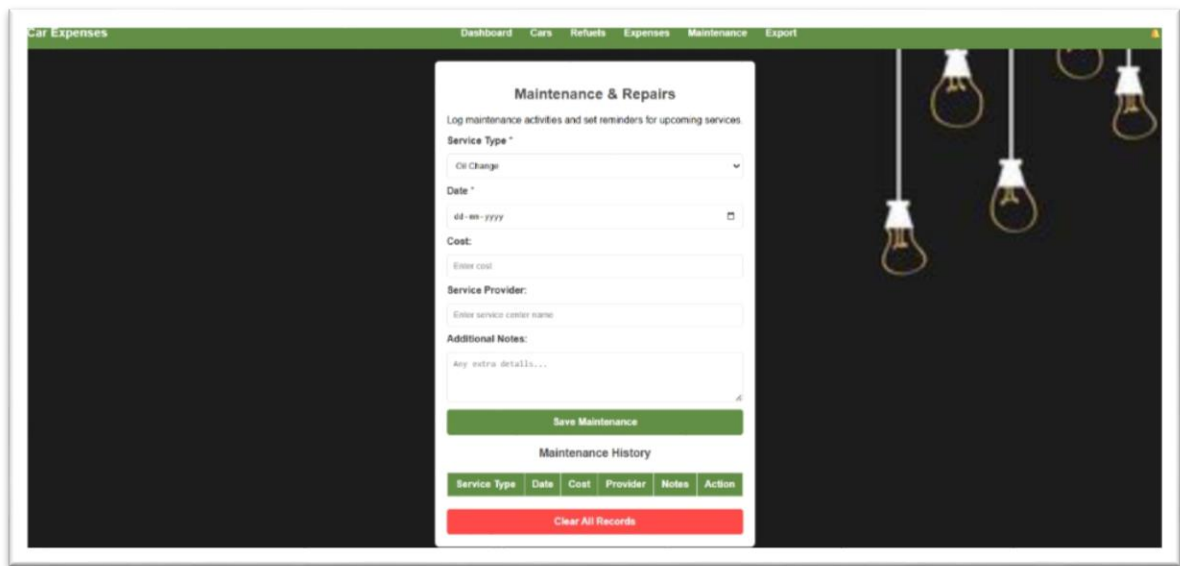 Car Expenses Dashboard Cars Refuels Expenses Maintenance Export
Maintenance & Repairs
Log maintenance activities and set reminders for upcoming services.
Service Type *
Oil Change
Date *
dd-mm-yyyy
Cost:
Enter cost
Service Provider:
Enter service center name
Additional Notes:
Any extra details...
Save Maintenance
Maintenance History
Service Type Date Cost Provider Notes Action
Clear All Records